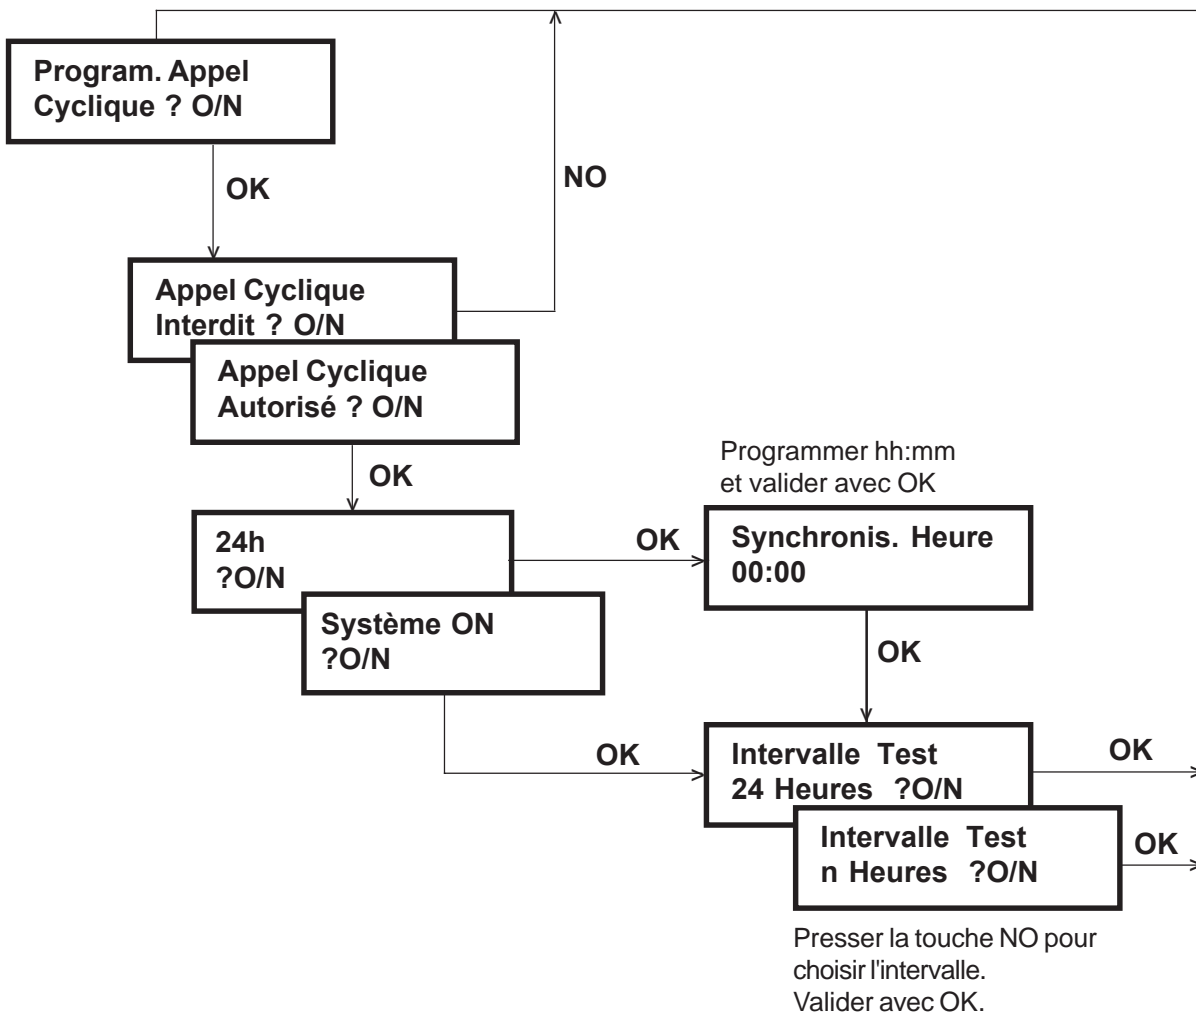 Program. Appel
Cyclique ? O/N
OK
NO
Appel Cyclique
Interdit ? O/N
Appel Cyclique
Autorisé ? O/N
OK
Programmer hh:mm
et valider avec OK
24h
?O/N
OK
Synchronis. Heure
00:00
Système ON
?O/N
OK
OK
Intervalle Test
24 Heures ?O/N
OK
Intervalle Test
n Heures ?O/N
OK
Presser la touche NO pour
choisir l'intervalle.
Valider avec OK.